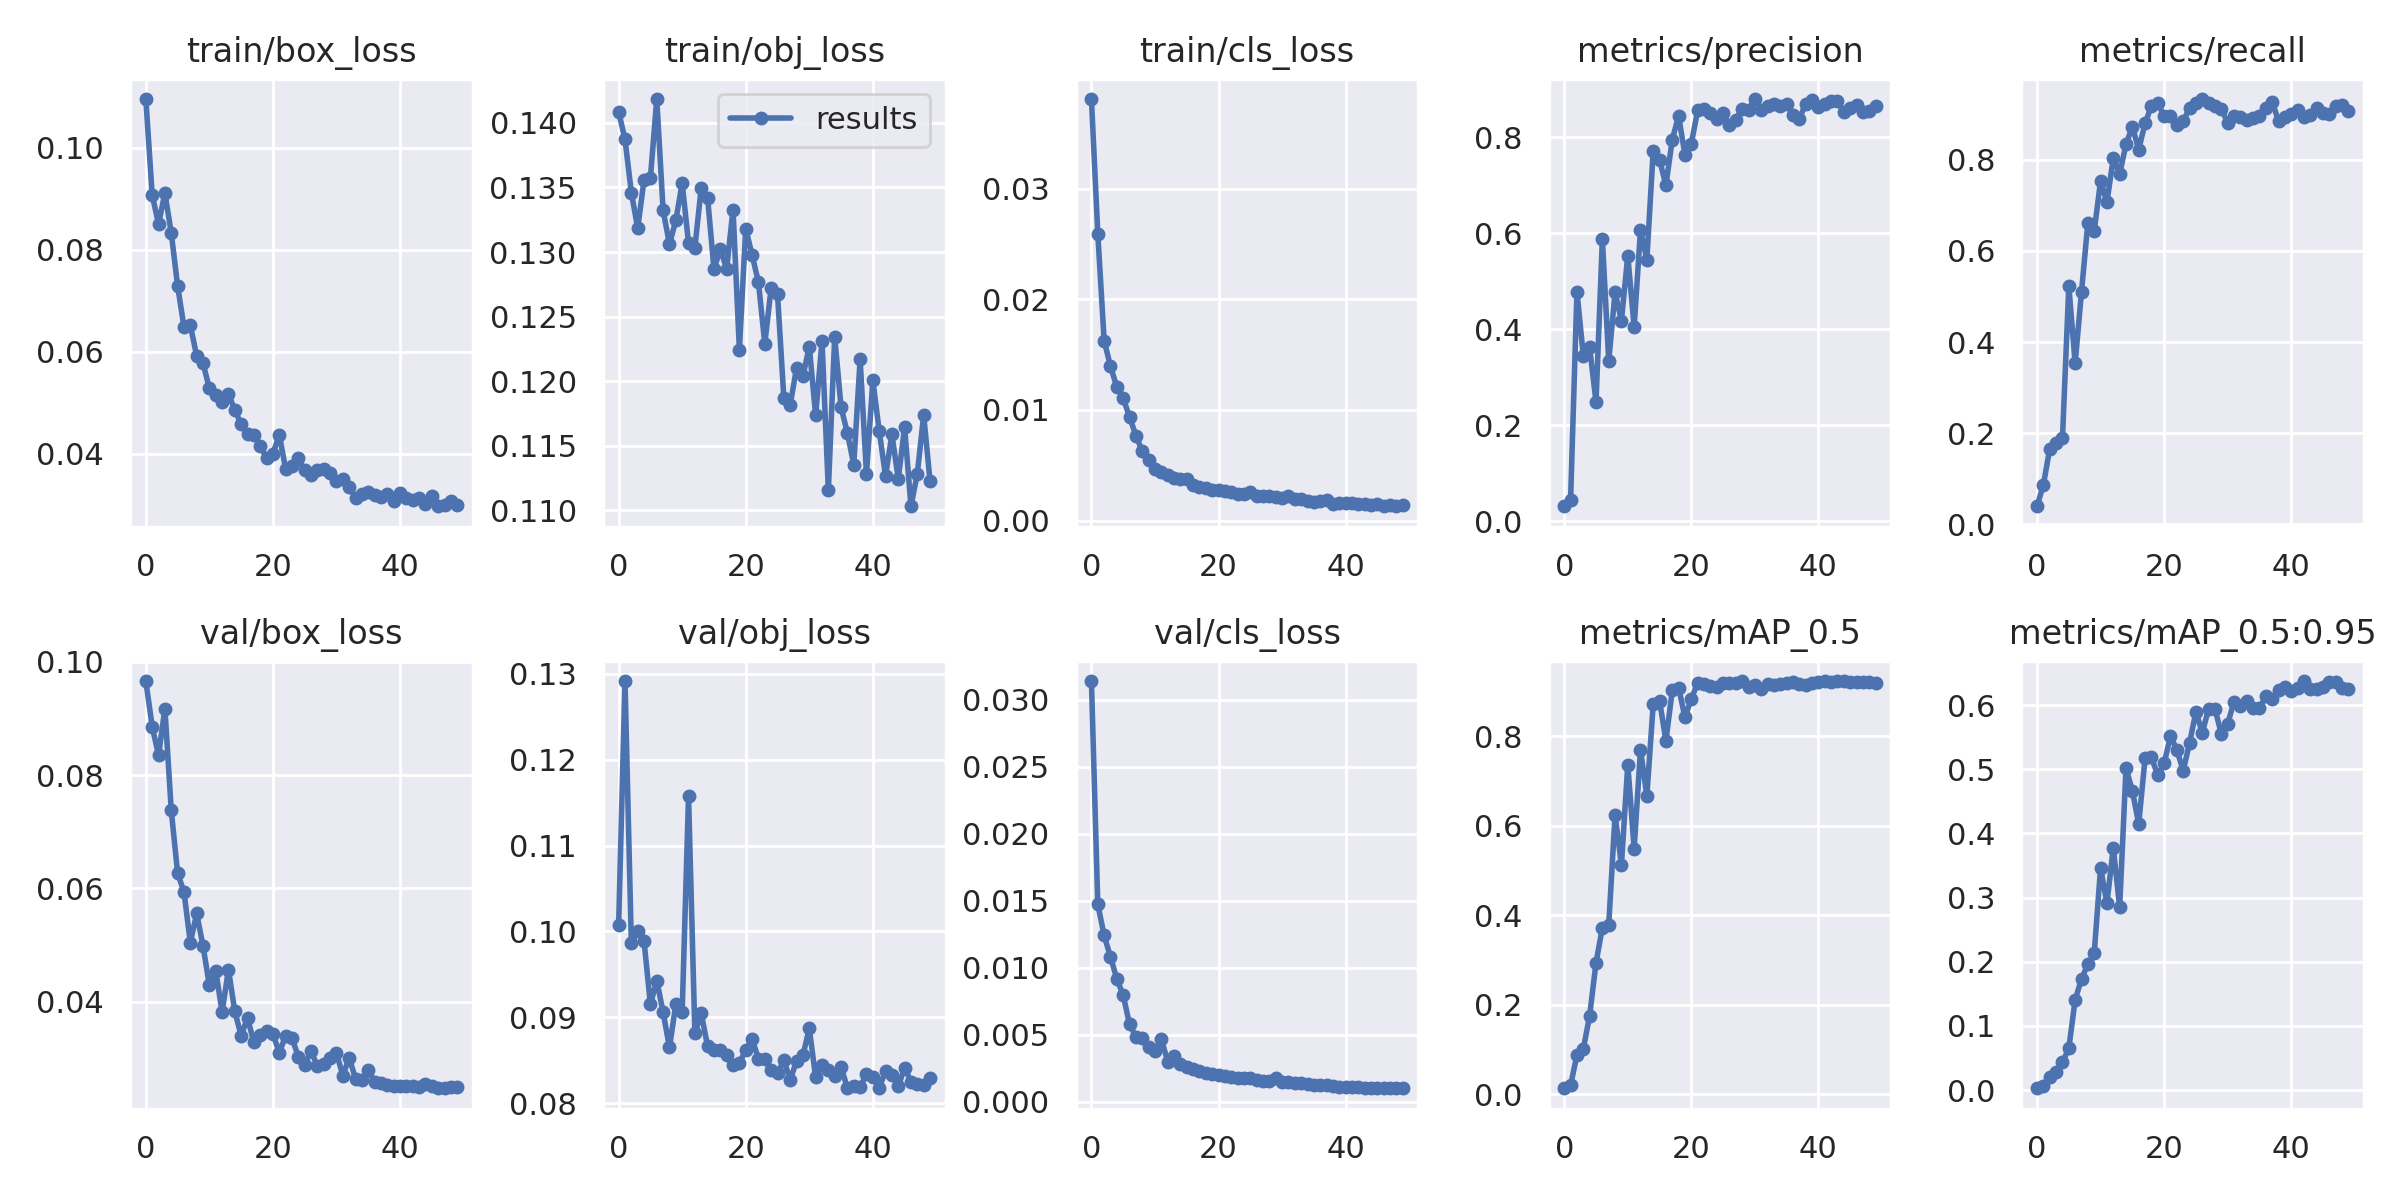 train/box_loss
0.10
0.08
0.06
0.04
0 20 40
train/obj_loss
results
0.140
0.135
0.130
0.125
0.120
0.115
0.110
0 20 40
train/cls_loss
0.03
0.02
0.01
0.00
0 20 40
metrics/precision
0.8
0.6
0.4
0.2
0.0
0 20 40
metrics/recall
0.8
0.6
0.4
0.2
0.0
0 20 40
val/box_loss
0.10
0.08
0.06
0.04
0 20 40
val/obj_loss
0.13
0.12
0.11
0.10
0.09
0.08
0 20 40
val/cls_loss
0.030
0.025
0.020
0.015
0.010
0.005
0.000
0 20 40
metrics/mAP_0.5
0.8
0.6
0.4
0.2
0.0
0 20 40
metrics/mAP_0.5:0.95
0.6
0.5
0.4
0.3
0.2
0.1
0.0
0 20 40